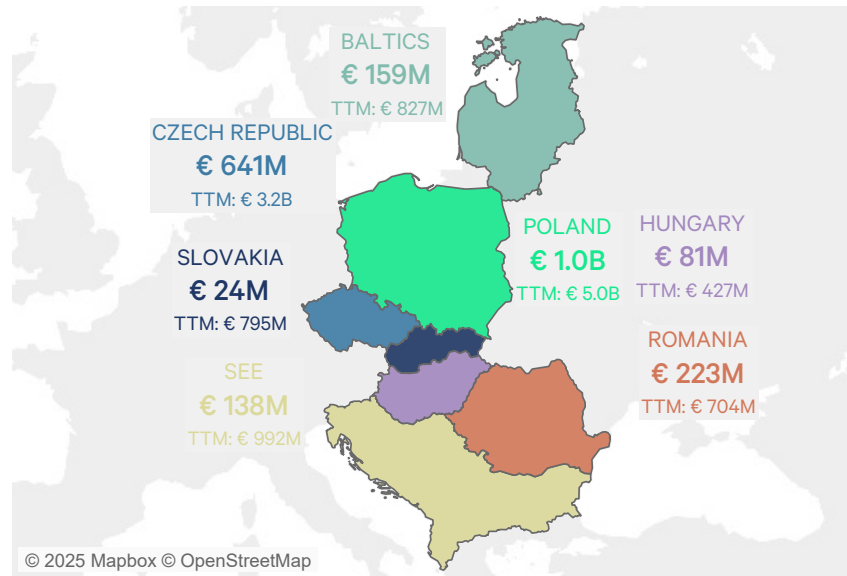 BALTICS
€ 159M
TTM: € 827M
CZECH REPUBLIC
€ 641M
TTM: € 3.2B
POLAND
€ 1.0B
TTM: € 5.0B
HUNGARY
€ 81M
TTM: € 427M
SLOVAKIA
€ 24M
TTM: € 795M
ROMANIA
€ 223M
TTM: € 704M
SEE
€ 138M
TTM: € 992M
© 2025 Mapbox © OpenStreetMap